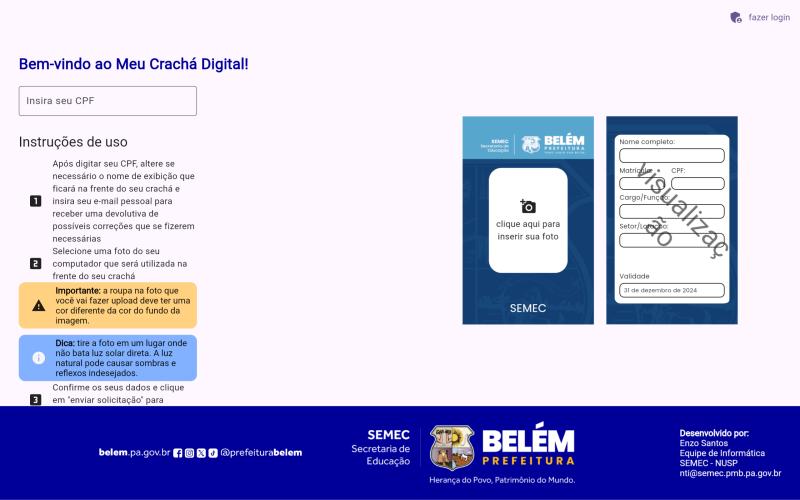 fazer login
Bem-vindo ao Meu Crachá Digital!
Insira seu CPF
Instruções de uso
1
Após digitar seu CPF, altere se
necessário o nome de exibição que
ficará na frente do seu crachá e
insira seu e-mail pessoal para
receber uma devolutiva de
possíveis correções que se fizerem
necessárias
2
Selecione uma foto do seu
computador que será utilizada na
frente do seu crachá
Importante: a roupa na foto que
você vai fazer upload deve ter uma
cor diferente da cor do fundo da
imagem.
Dica: tire a foto em um lugar onde
não bata luz solar direta. A luz
natural pode causar sombras e
reflexos indesejados.
3
Confirme os seus dados e clique
em "enviar solicitação" para
SEMEC
Secretaria de
Educação
BELÉM
PREFEITURA
clique aqui para
inserir sua foto
SEMEC
Nome completo:
Matrícula:
CPF:
Cargo/Função:
Setor/Lotação:
visualizaç
ão
Validade
31 de dezembro de 2024
belem.pa.gov.br
@prefeiturabelem
SEMEC
Secretaria de
Educação
BELÉM
PREFEITURA
Herança do Povo, Patrimônio do Mundo.
Desenvolvido por:
Enzo Santos
Equipe de Informática
SEMEC - NUSP
nti@semec.pmb.pa.gov.br